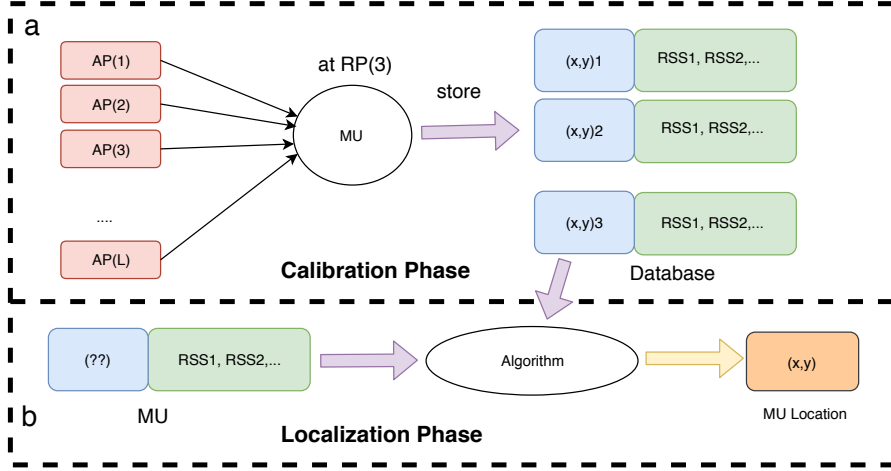 a
AP(1)
AP(2)
AP(3)
....
AP(L)
at RP(3)
MU
store
(x,y)1
RSS1, RSS2,...
(x,y)2
RSS1, RSS2,...
(x,y)3
RSS1, RSS2,...
Calibration Phase
Database
(??)
RSS1, RSS2,...
Algorithm
(x,y)
b
MU
MU Location
Localization Phase